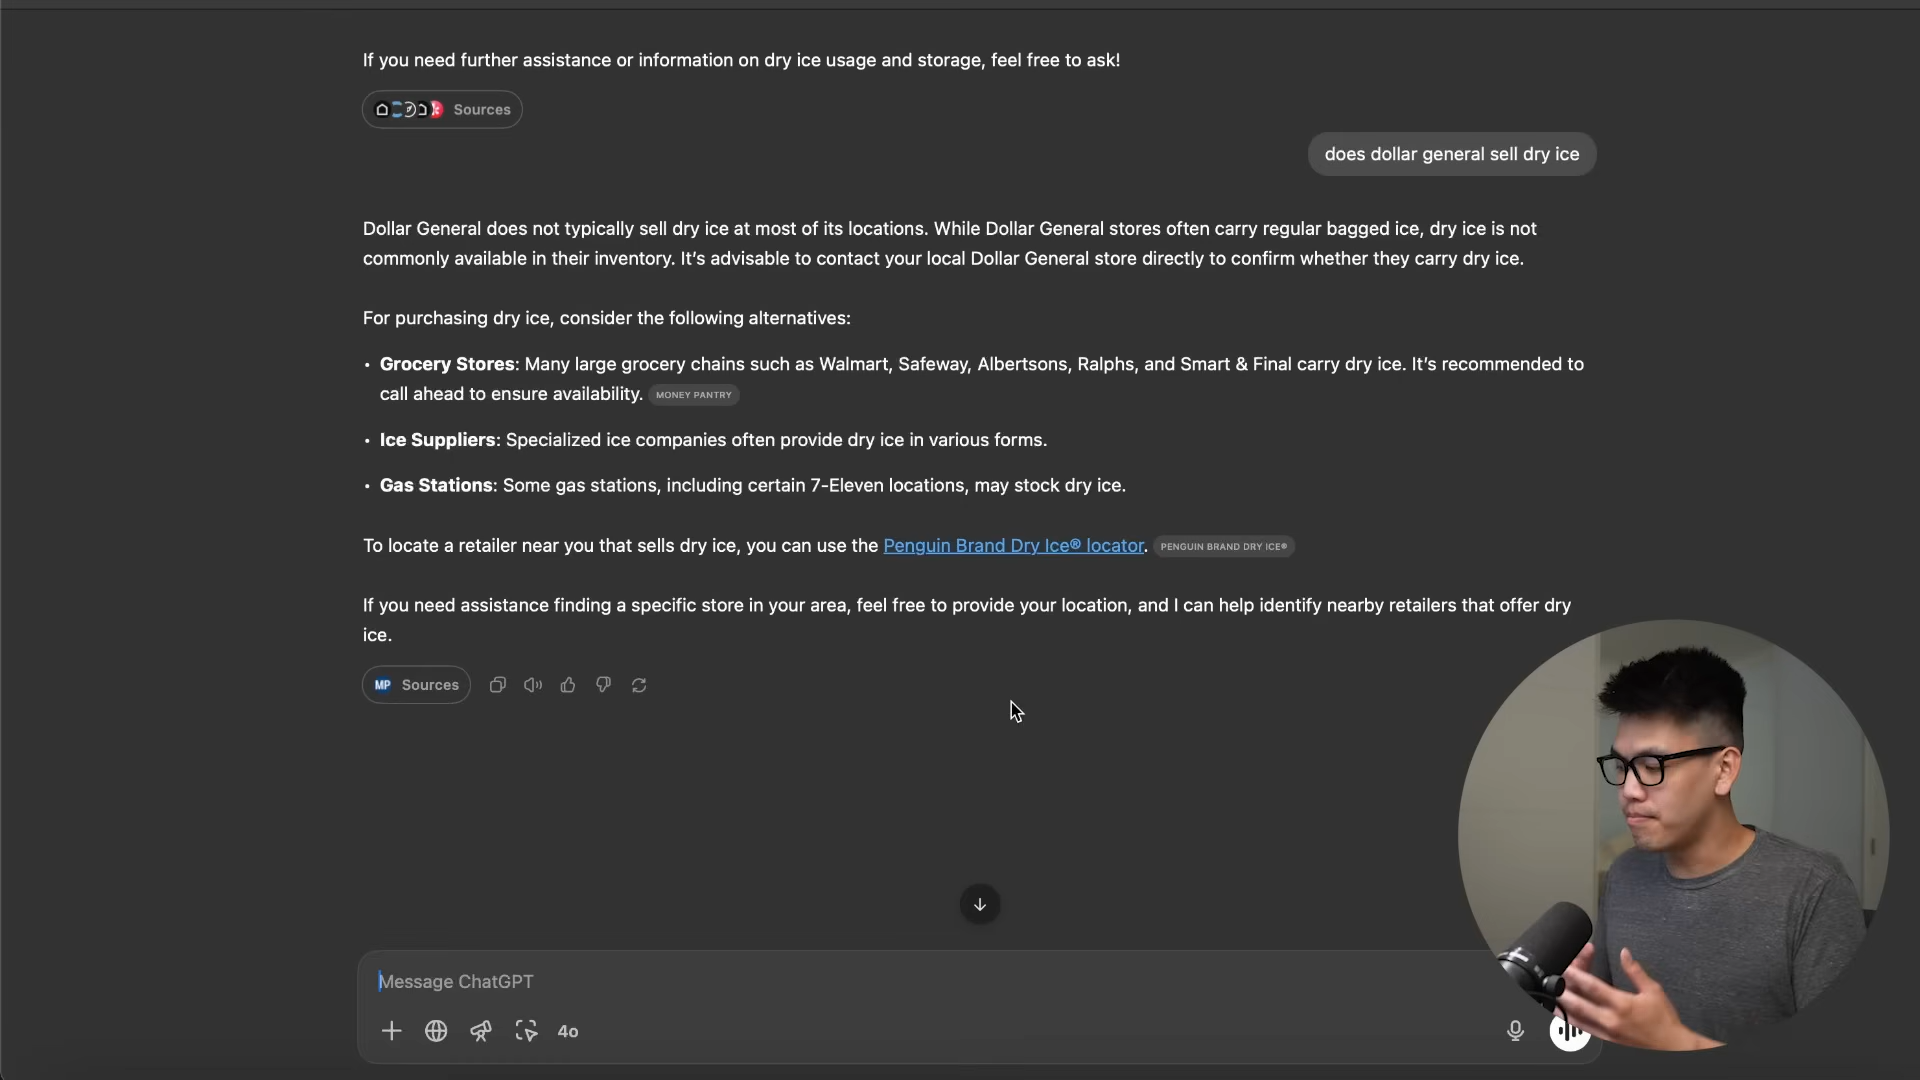 If you need further assistance or information on dry ice usage and storage, feel free to ask!
Sources
does dollar general sell dry ice
Dollar General does not typically sell dry ice at most of its locations. While Dollar General stores often carry regular bagged ice, dry ice is not
commonly available in their inventory. It’s advisable to contact your local Dollar General store directly to confirm whether they carry dry ice.
For purchasing dry ice, consider the following alternatives:
• Grocery Stores: Many large grocery chains such as Walmart, Safeway, Albertsons, Ralphs, and Smart & Final carry dry ice. It’s recommended to
call ahead to ensure availability. MONEY PANTRY
• Ice Suppliers: Specialized ice companies often provide dry ice in various forms.
• Gas Stations: Some gas stations, including certain 7-Eleven locations, may stock dry ice.
To locate a retailer near you that sells dry ice, you can use the Penguin Brand Dry Ice® locator. PENGUIN BRAND DRY ICE®
If you need assistance finding a specific store in your area, feel free to provide your location, and I can help identify nearby retailers that offer dry
ice.
MP Sources
Message ChatGPT
4o